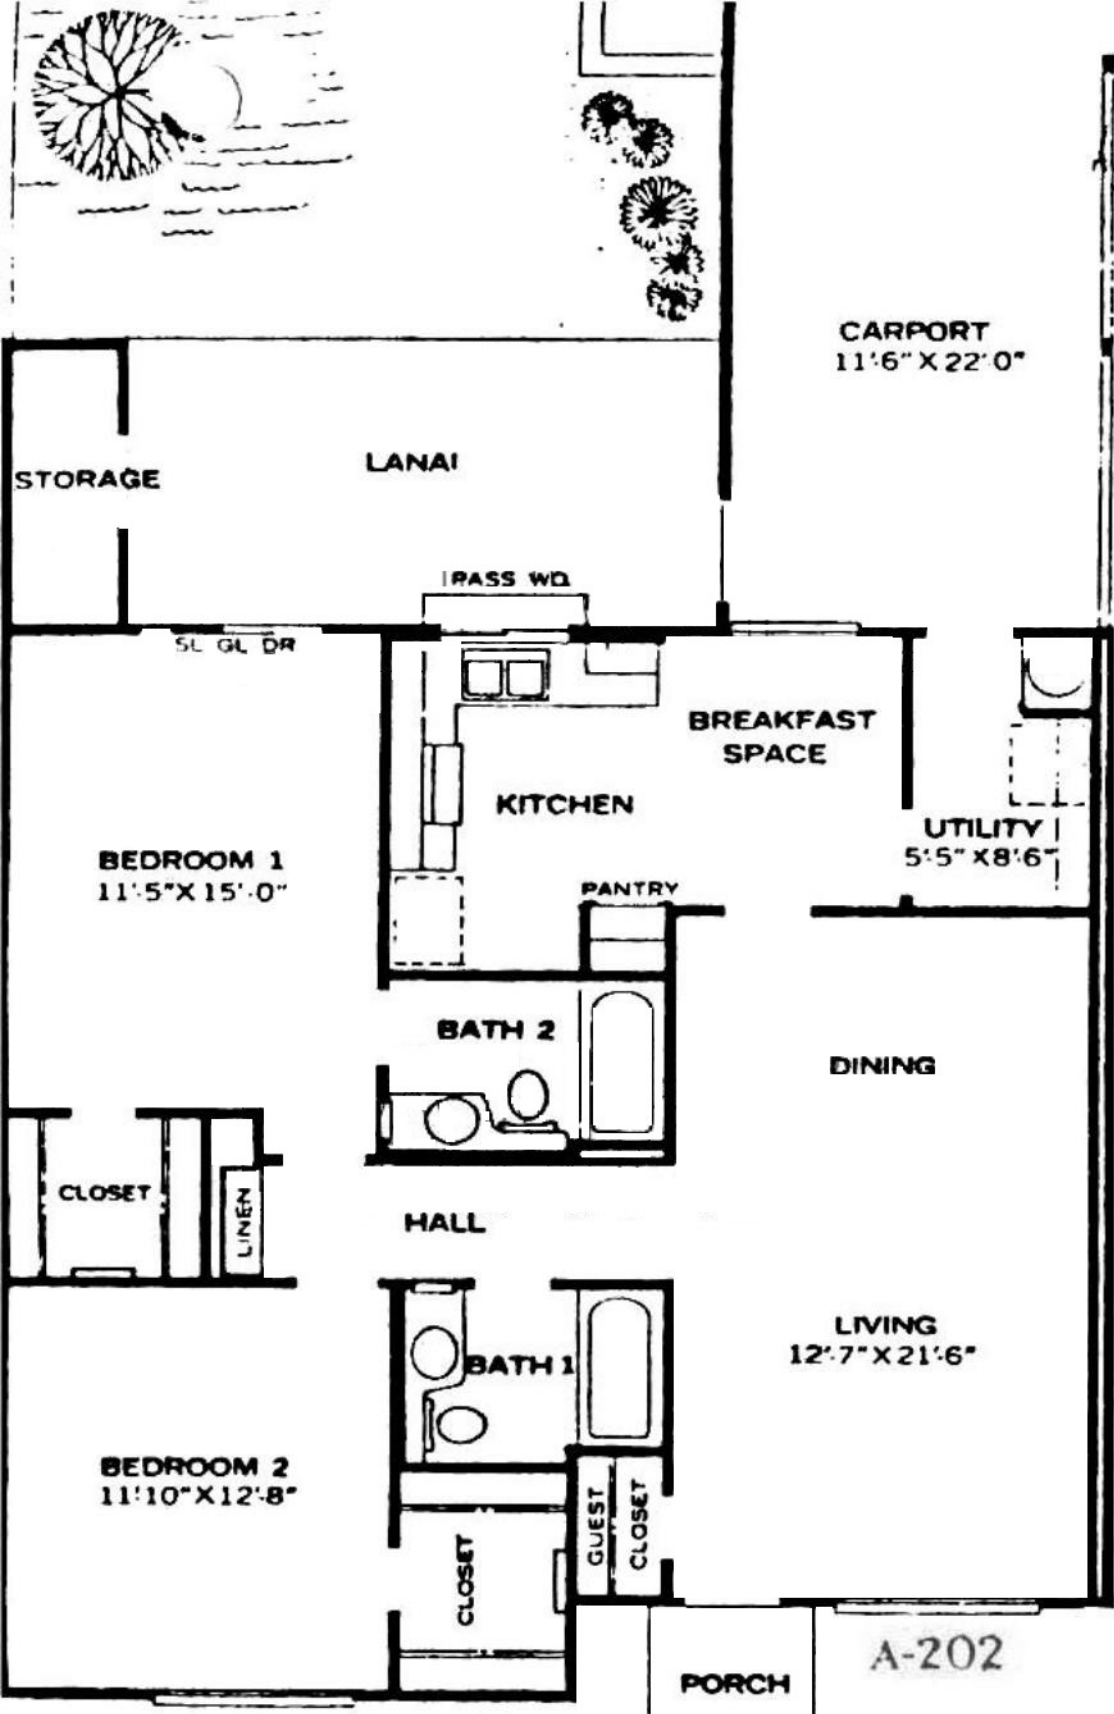 CARPORT
11'6" X 22'0"
LANAI
STORAGE
PASS WD.
SL GL DR
BREAKFAST
SPACE
KITCHEN
UTILITY
5'5" X 8'6"
BEDROOM 1
11'5" X 15'0"
PANTRY
BATH 2
DINING
CLOSET
LINEN
HALL
LIVING
12'7" X 21'6"
BATH 1
BEDROOM 2
11'10" X 12'8"
GUEST
CLOSET
CLOSET
A-202
PORCH